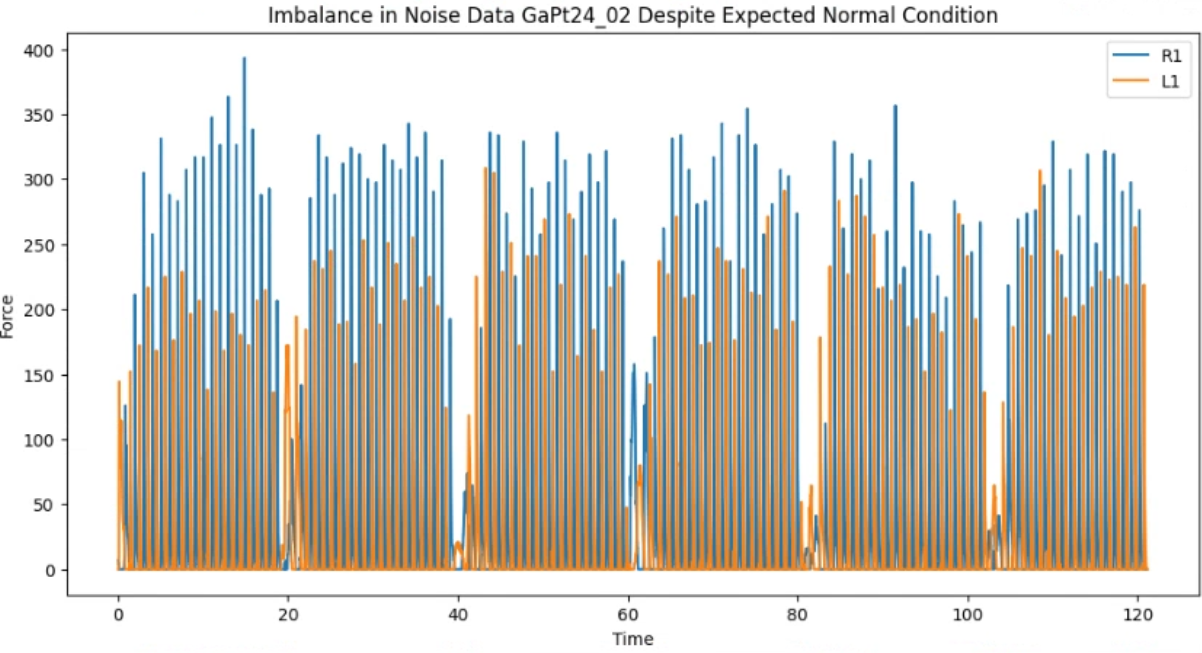 Imbalance in Noise Data GaPt24_02 Despite Expected Normal Condition
R1
L1
400
350
300
250
200
150
100
50
0
Force
0 20 40 60 80 100 120
Time